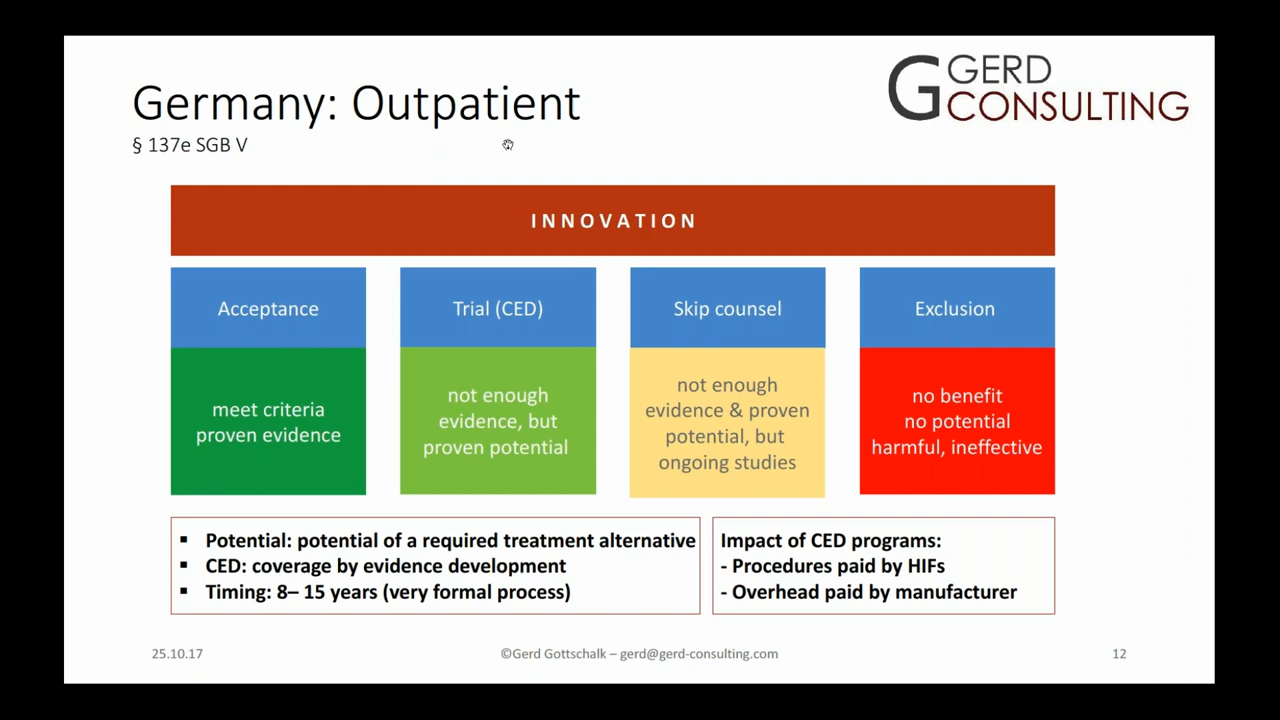 Germany: Outpatient
§ 137e SGB V
GERD
CONSULTING
INNOVATION
Acceptance
meet criteria
proven evidence
Trial (CED)
not enough
evidence, but
proven potential
Skip counsel
not enough
evidence & proven
potential, but
ongoing studies
Exclusion
no benefit
no potential
harmful, ineffective
▪ Potential: potential of a required treatment alternative
▪ CED: coverage by evidence development
▪ Timing: 8– 15 years (very formal process)
Impact of CED programs:
- Procedures paid by HIFs
- Overhead paid by manufacturer
25.10.17
©Gerd Gottschalk – gerd@gerd-consulting.com
12